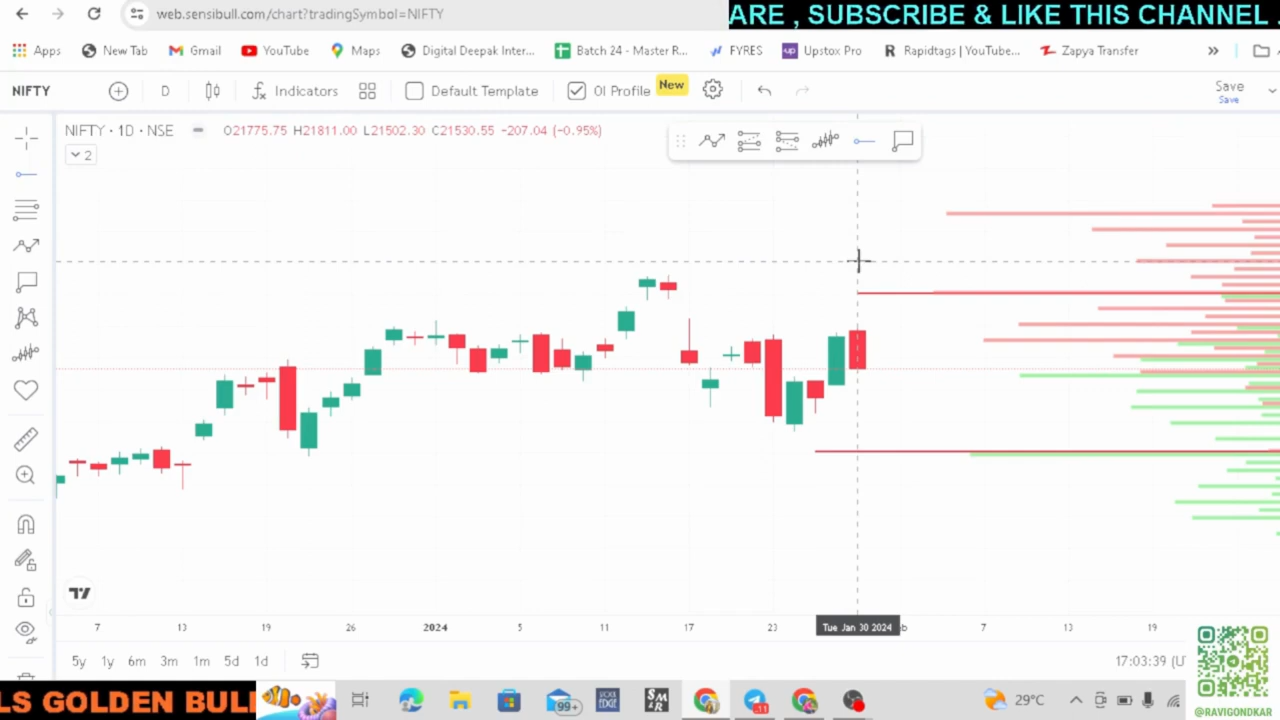 web.sensibull.com/chart?tradingSymbol=NIFTY
ARE , SUBSCRIBE & LIKE THIS CHANNEL
Apps New Tab Gmail YouTube Maps Digital Deepak Inter... Batch 24 - Master R... FYRES Upstox Pro Rapidtags | YouTube... Zapya Transfer
NIFTY D Indicators Default Template OI Profile New Save
Save
NIFTY · 1D · NSE O21775.75 H21811.00 L21502.30 C21530.55 -207.04 (-0.95%)
2
7 13 19 26 2024 5 11 17 23 Tue Jan 30 2024 7 13 19
5y 1y 6m 3m 1m 5d 1d 17:03:39 (U
LS GOLDEN BUL 99+ 29°C
@RAVIGONDKAR